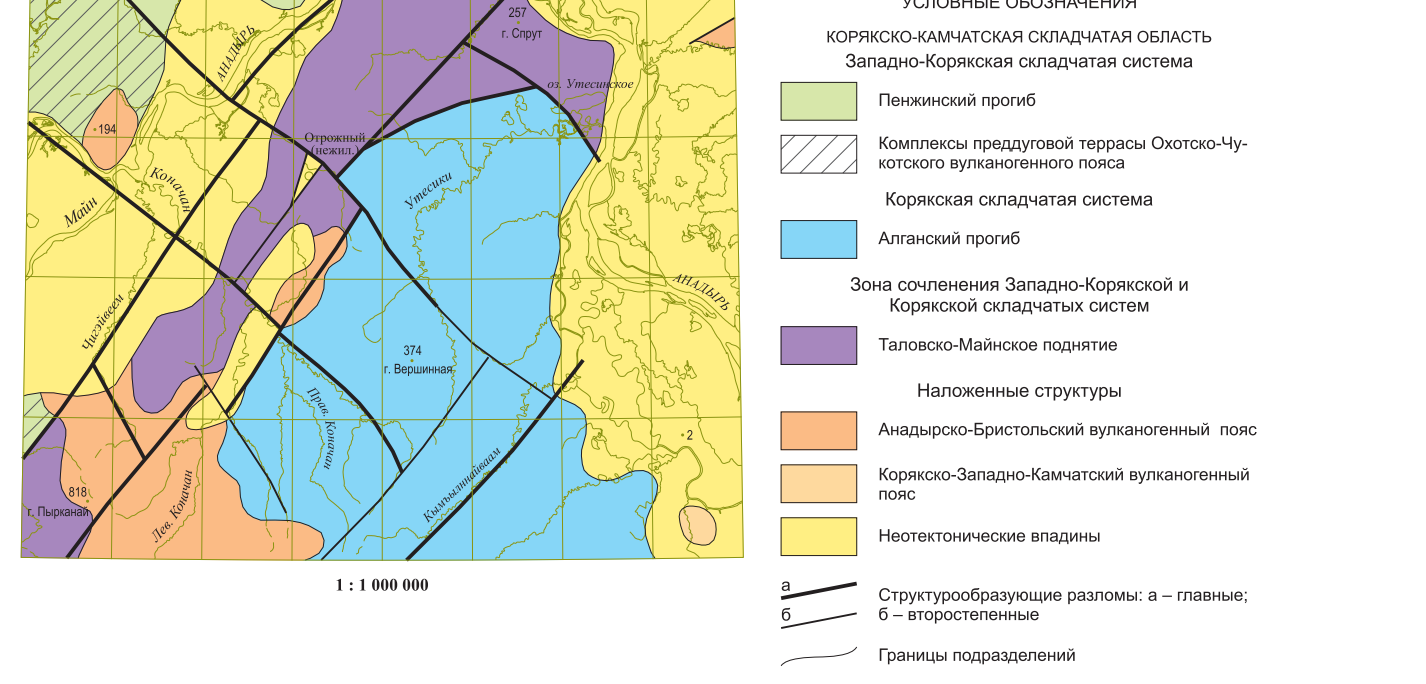 УСЛОВНЫЕ ОБОЗНАЧЕНИЯ
КОРЯКСКО-КАМЧАТСКАЯ СКЛАДЧАТАЯ ОБЛАСТЬ
Западно-Корякская складчатая система
Пенжинский прогиб
Комплексы преддуговой террасы Охотско-Чу-
котского вулканогенного пояса
Корякская складчатая система
Алганский прогиб
Зона сочленения Западно-Корякской и
Корякской складчатых систем
Таловско-Майнское поднятие
Наложенные структуры
Анадырско-Бристольский вулканогенный пояс
Корякско-Западно-Камчатский вулканогенный
пояс
Неотектонические впадины
а
Структурообразующие разломы: а – главные;
б
б – второстепенные
Границы подразделений
257
г. Спрут
АНАДЫРЬ
оз. Утесинское
194
Отрожный
(нежил.)
Коначан
Майн
Утесики
АНАДЫРЬ
Чигэйвеем
374
г. Вершинная
Прав. Коначан
2
818
г. Пырканай
Лев. Коначан
Кымъылннайваам
1 : 1 000 000